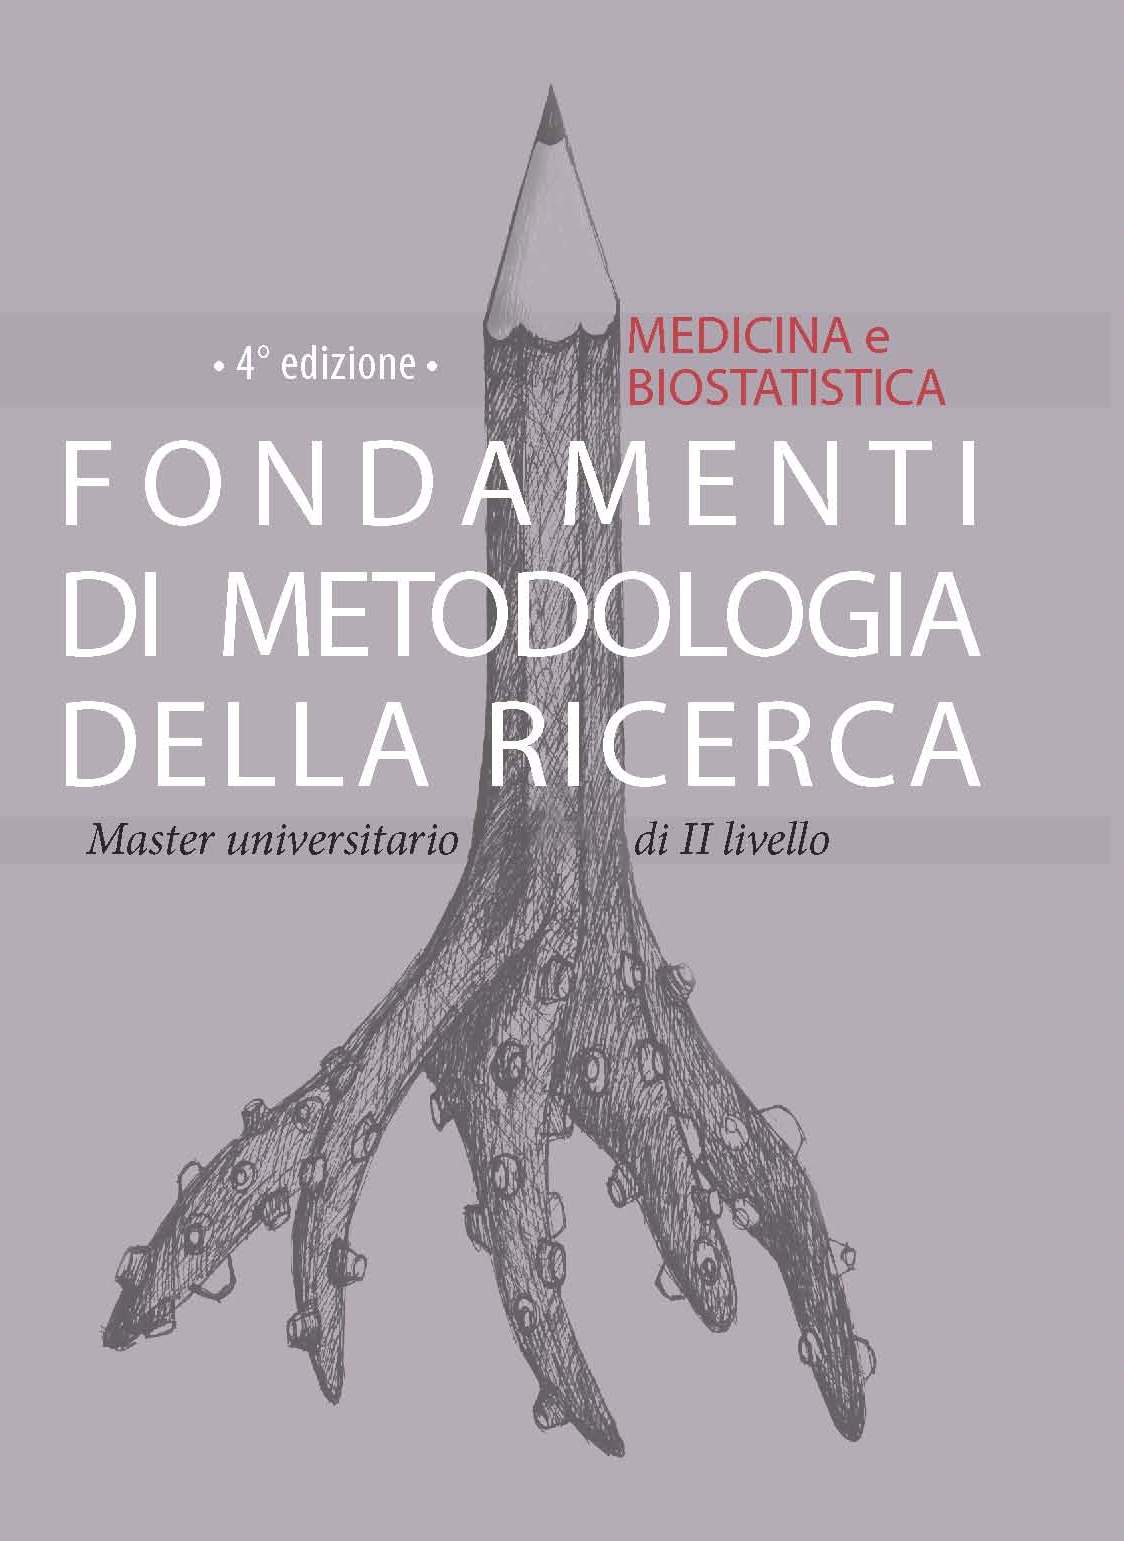 • 4° edizione •
MEDICINA e
BIOSTATISTICA
FONDAMENTI
DI METODOLOGIA
DELLA RICERCA
Master universitario di II livello